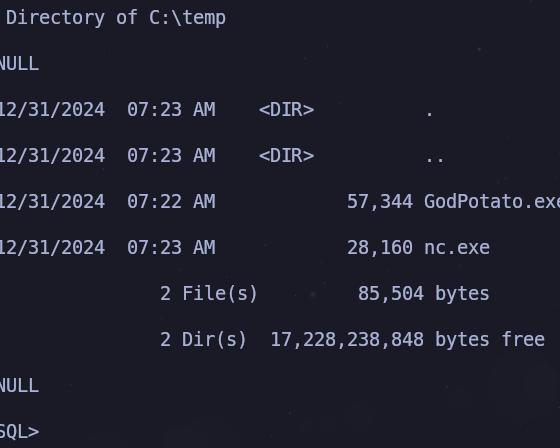 Directory of C:\temp
NULL
12/31/2024  07:23 AM    <DIR>          .
12/31/2024  07:23 AM    <DIR>          ..
12/31/2024  07:22 AM            57,344 GodPotato.exe
12/31/2024  07:23 AM            28,160 nc.exe
               2 File(s)         85,504 bytes
               2 Dir(s)  17,228,238,848 bytes free
NULL
SQL>